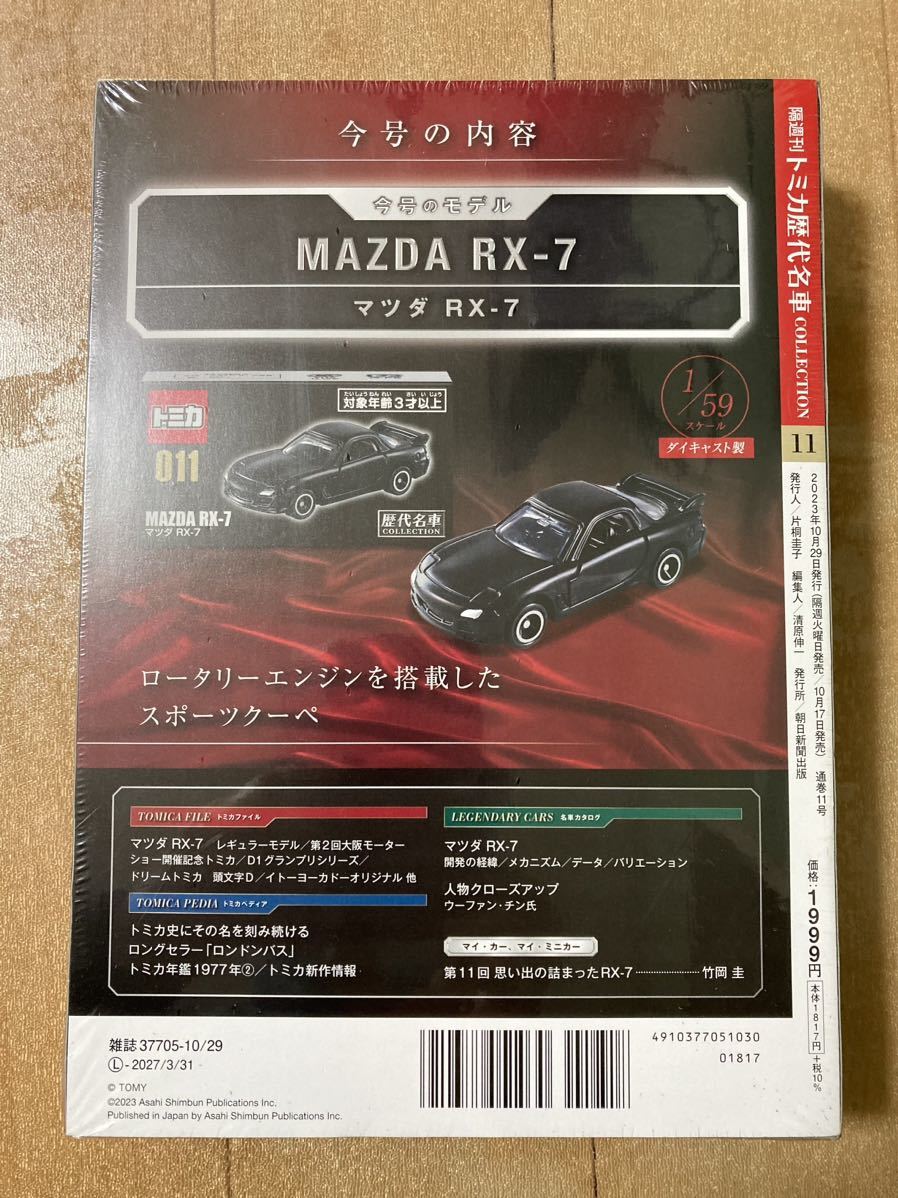 今号の内容
今号のモデル
MAZDA RX-7
マツダ RX-7
トミカ
011
たいしょうねんれい さい いじょう
対象年齢3才以上
MAZDA RX-7
マツダ RX-7
歴代名車
COLLECTION
1/59
スケール
ダイキャスト製
ロータリーエンジンを搭載した
スポーツクーペ
TOMICA FILE トミカファイル
マツダ RX-7 レギュラーモデル/第2回大阪モーター
ショー開催記念トミカ/D1グランプリシリーズ/
ドリームトミカ 頭文字D/イトーヨーカドーオリジナル 他
TOMICA PEDIA トミカペディア
トミカ史にその名を刻み続ける
ロングセラー「ロンドンバス」
トミカ年鑑1977年②/トミカ新作情報
LEGENDARY CARS 名車カタログ
マツダ RX-7
開発の経緯/メカニズム/データ/バリエーション
人物クローズアップ
ウーファン・チン氏
マイ・カー、マイ・ミニカー
第11回 思い出の詰まったRX-7 ‥‥‥‥‥‥ 竹岡 圭
雑誌 37705-10/29
Ⓛ-2027/3/31
© TOMY
©2023 Asahi Shimbun Publications Inc.
Published in Japan by Asahi Shimbun Publications Inc.
4910377051030
01817
隔週刊 トミカ歴代名車 COLLECTION 11
2023年10月29日発行(隔週火曜日発売/10月17日発売) 通巻11号
発行人/片桐圭子 編集人/清原伸一 発行所/朝日新聞出版
価格:1999円 本体1817円+税10%